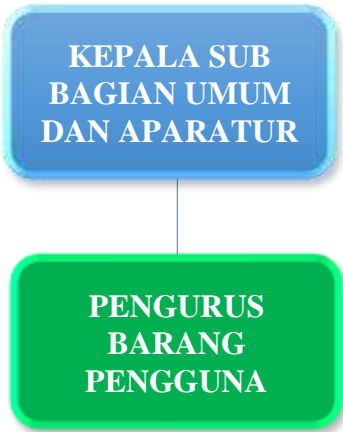 KEPALA SUB
BAGIAN UMUM
DAN APARATUR
PENGURUS
BARANG
PENGGUNA